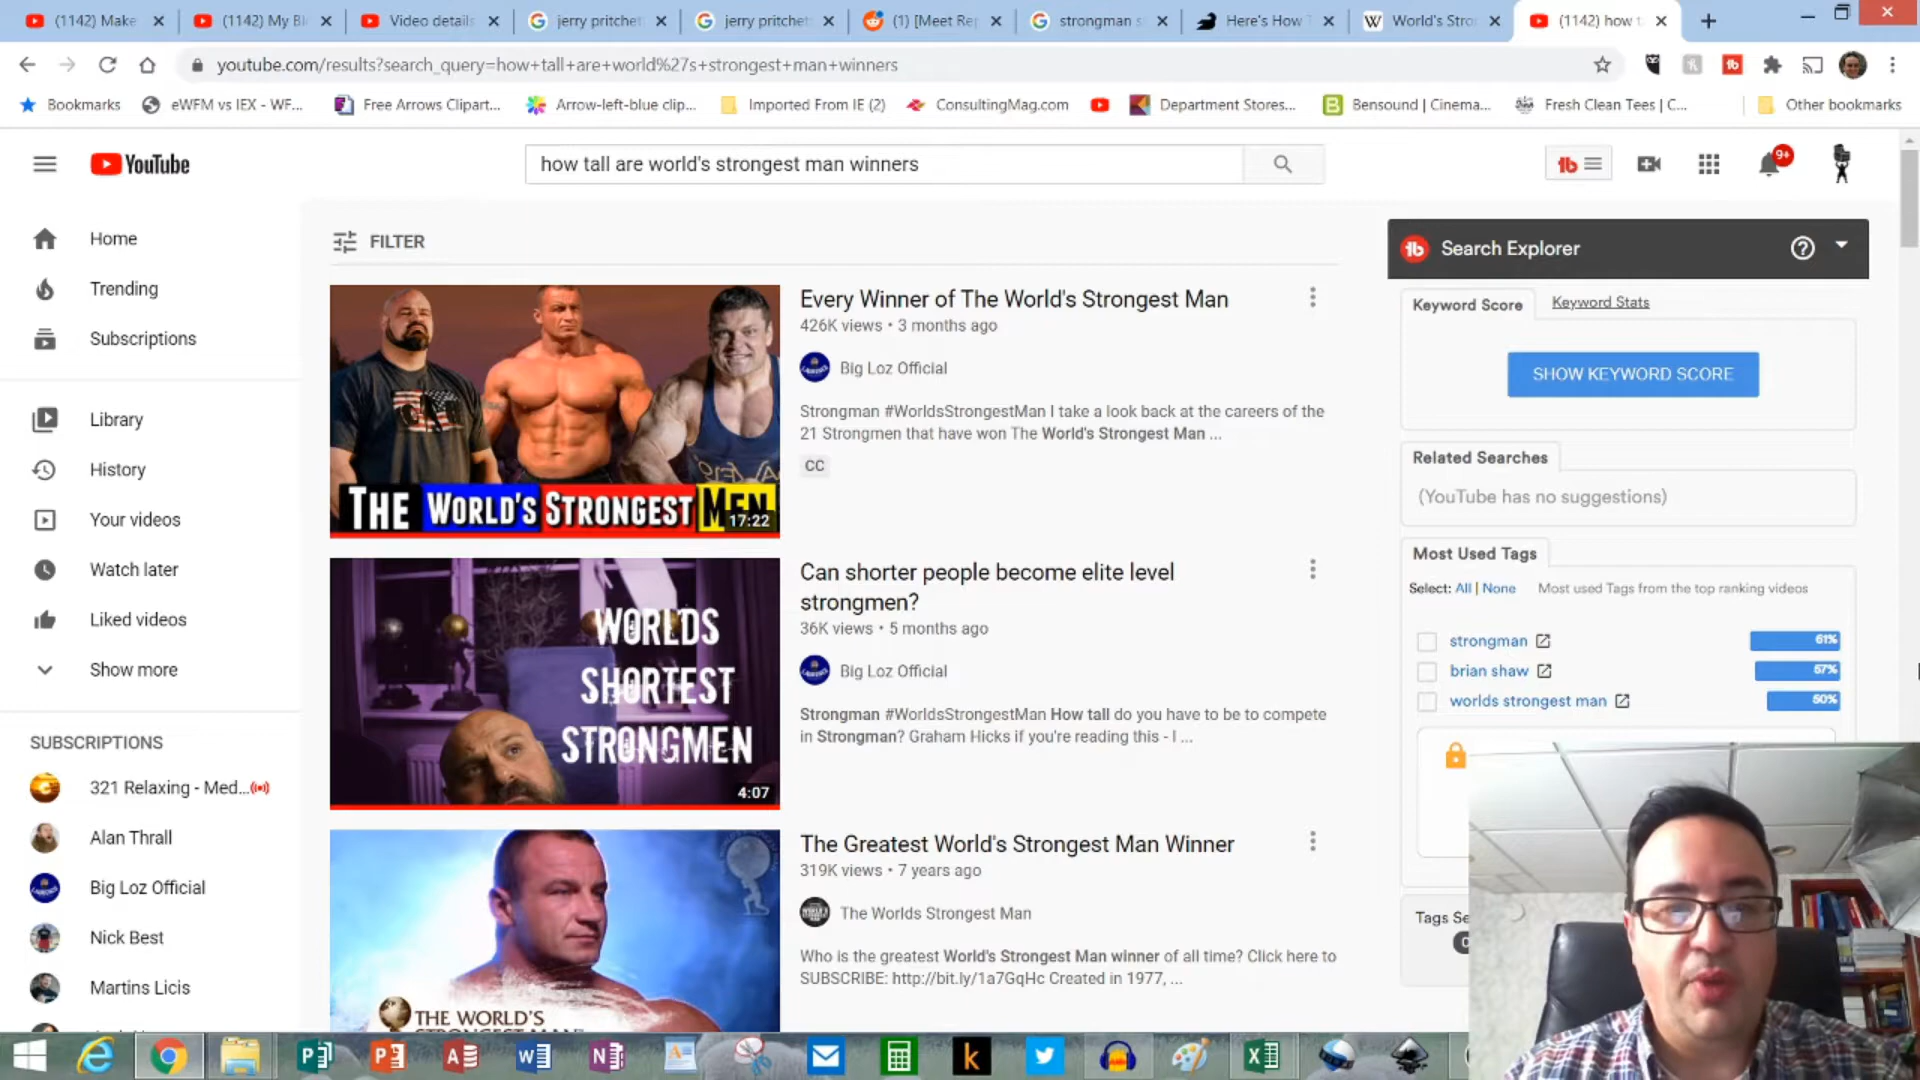 (1142) Make
(1142) My Bl
Video details
jerry pritchet
jerry pritchet
(1) [Meet Rep
strongman s
Here's How T
World's Stro
(1142) how t
youtube.com/results?search_query=how+tall+are+world%27s+strongest+man+winners
Bookmarks
eWFM vs IEX - WF...
Free Arrows Clipart...
Arrow-left-blue clip...
Imported From IE (2)
ConsultingMag.com
Department Stores...
Bensound | Cinema...
Fresh Clean Tees | C...
Other bookmarks
YouTube
how tall are world's strongest man winners
9+
Home
Trending
Subscriptions
Library
History
Your videos
Watch later
Liked videos
Show more
SUBSCRIPTIONS
321 Relaxing - Med...
Alan Thrall
Big Loz Official
Nick Best
Martins Licis
FILTER
THE WORLD'S STRONGEST MEN
17:22
Every Winner of The World's Strongest Man
426K views • 3 months ago
Big Loz Official
Strongman #WorldsStrongestMan I take a look back at the careers of the
21 Strongmen that have won The World's Strongest Man ...
CC
WORLDS
SHORTEST
STRONGMEN
4:07
Can shorter people become elite level
strongmen?
36K views • 5 months ago
Big Loz Official
Strongman #WorldsStrongestMan How tall do you have to be to compete
in Strongman? Graham Hicks if you're reading this - I ...
THE WORLD'S
STRONGEST MAN
The Greatest World's Strongest Man Winner
319K views • 7 years ago
The Worlds Strongest Man
Who is the greatest World's Strongest Man winner of all time? Click here to
SUBSCRIBE: http://bit.ly/1a7GqHc Created in 1977, ...
Search Explorer
Keyword Score
Keyword Stats
SHOW KEYWORD SCORE
Related Searches
(YouTube has no suggestions)
Most Used Tags
Select: All | None
Most used Tags from the top ranking videos
strongman
61%
brian shaw
57%
worlds strongest man
50%
Tags Se